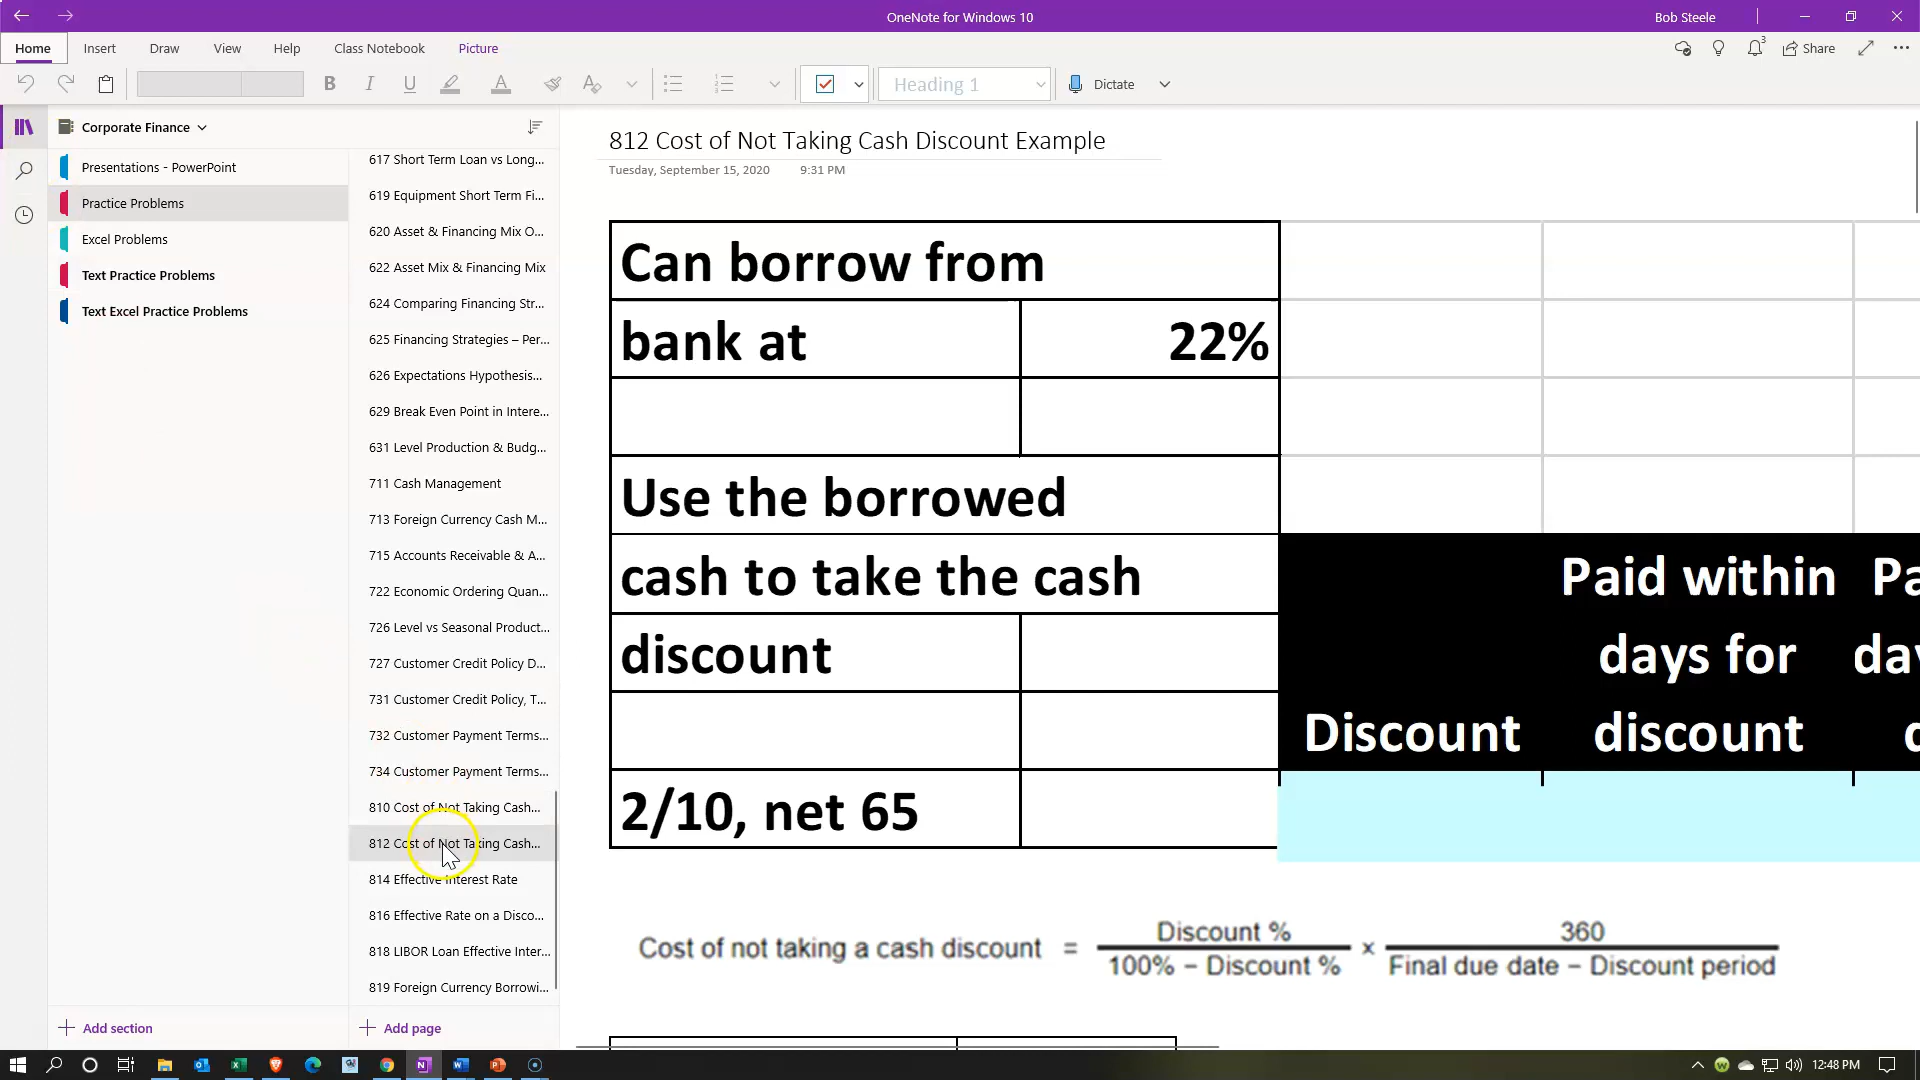 OneNote for Windows 10
Bob Steele
Home
Insert
Draw
View
Help
Class Notebook
Picture
3
Share
B
I
U
A
Heading 1
Dictate
Corporate Finance
Presentations - PowerPoint
Practice Problems
Excel Problems
Text Practice Problems
Text Excel Practice Problems
Add section
617 Short Term Loan vs Long...
619 Equipment Short Term Fi...
620 Asset & Financing Mix O...
622 Asset Mix & Financing Mix
624 Comparing Financing Str...
625 Financing Strategies – Per...
626 Expectations Hypothesis...
629 Break Even Point in Intere...
631 Level Production & Budg...
711 Cash Management
713 Foreign Currency Cash M...
715 Accounts Receivable & A...
722 Economic Ordering Quan...
726 Level vs Seasonal Product...
727 Customer Credit Policy D...
731 Customer Credit Policy, T...
732 Customer Payment Terms...
734 Customer Payment Terms...
810 Cost of Not Taking Cash...
812 Cost of Not Taking Cash...
814 Effective Interest Rate
816 Effective Rate on a Disco...
818 LIBOR Loan Effective Inter...
819 Foreign Currency Borrowi...
Add page
812 Cost of Not Taking Cash Discount Example
Tuesday, September 15, 2020 9:31 PM
Can borrow from
bank at 22%
Use the borrowed
cash to take the cash
discount
2/10, net 65
Discount
Paid within
days for
discount
Cost of not taking a cash discount = Discount % / 100% − Discount % × 360 / Final due date − Discount period
12:48 PM